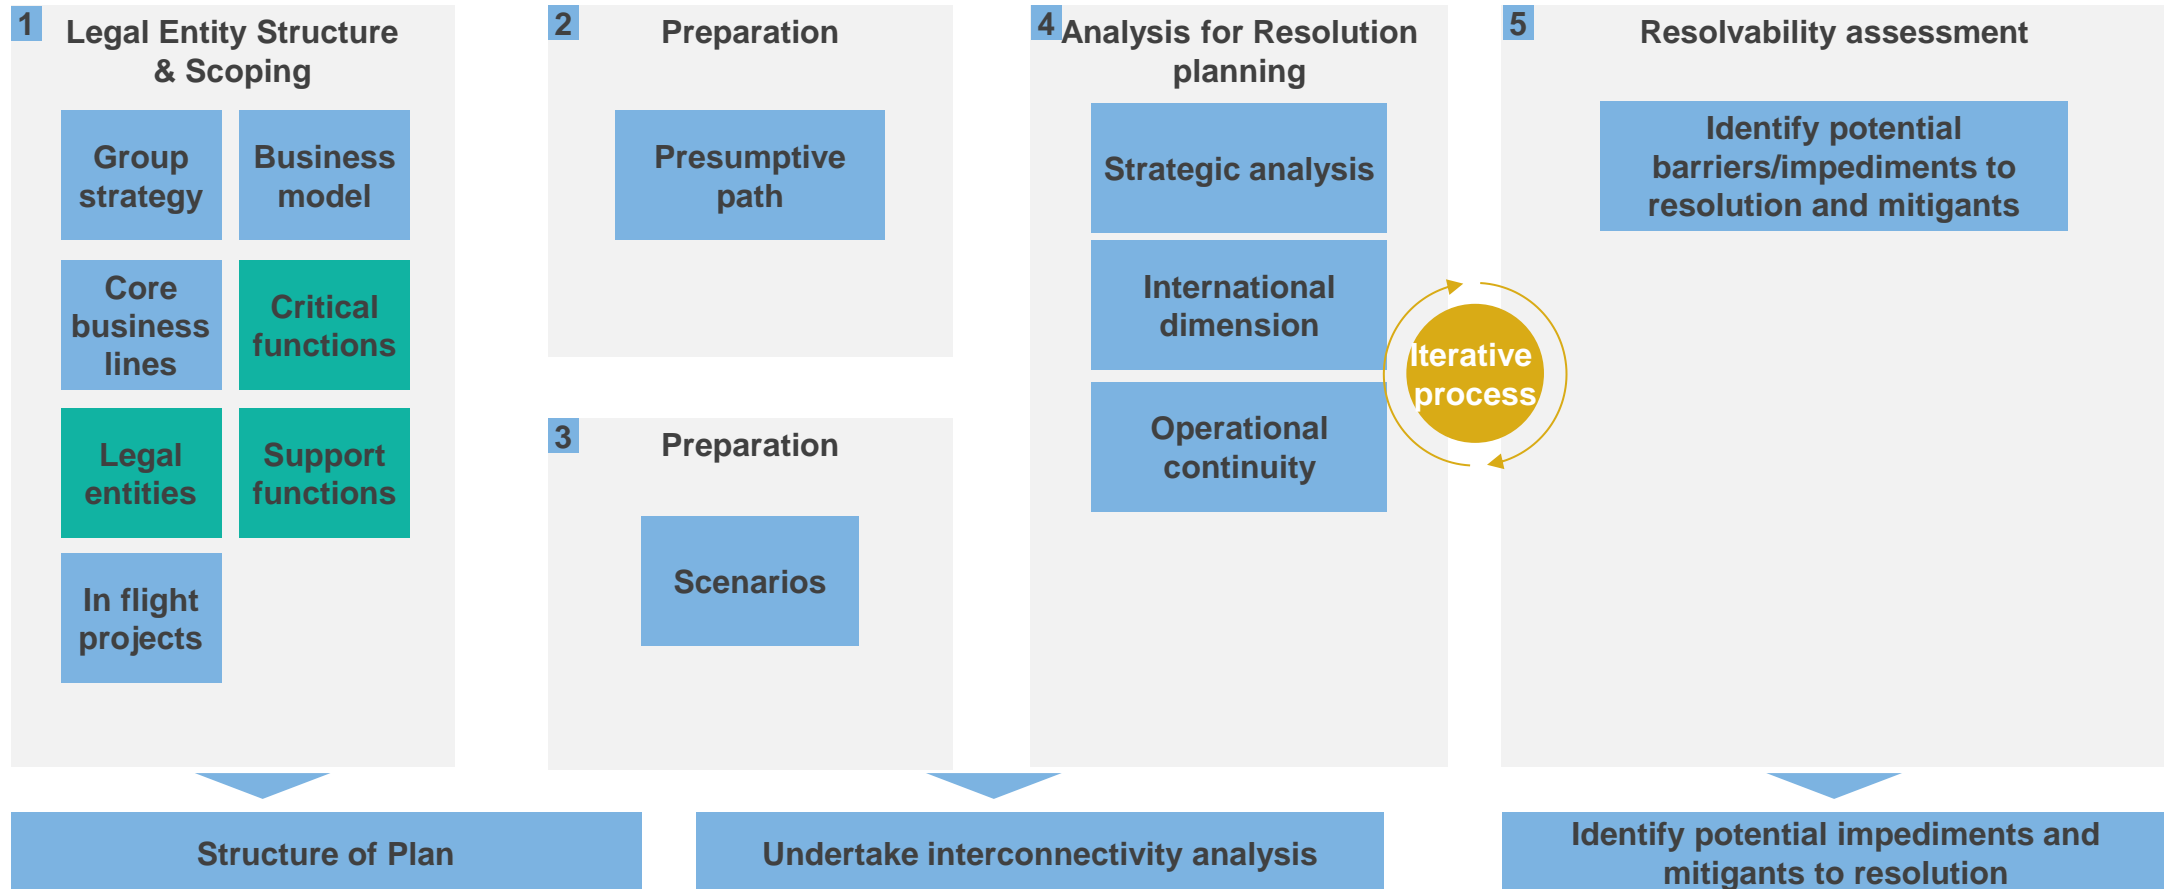 1
Legal Entity Structure
& Scoping
Group
strategy
Business
model
Core
business
lines
Critical
functions
Legal
entities
Support
functions
In flight
projects
2
Preparation
Presumptive
path
3
Preparation
Scenarios
4
Analysis for Resolution
planning
Strategic analysis
International
dimension
Operational
continuity
Iterative
process
5
Resolvability assessment
Identify potential
barriers/impediments to
resolution and mitigants
Structure of Plan
Undertake interconnectivity analysis
Identify potential impediments and
mitigants to resolution